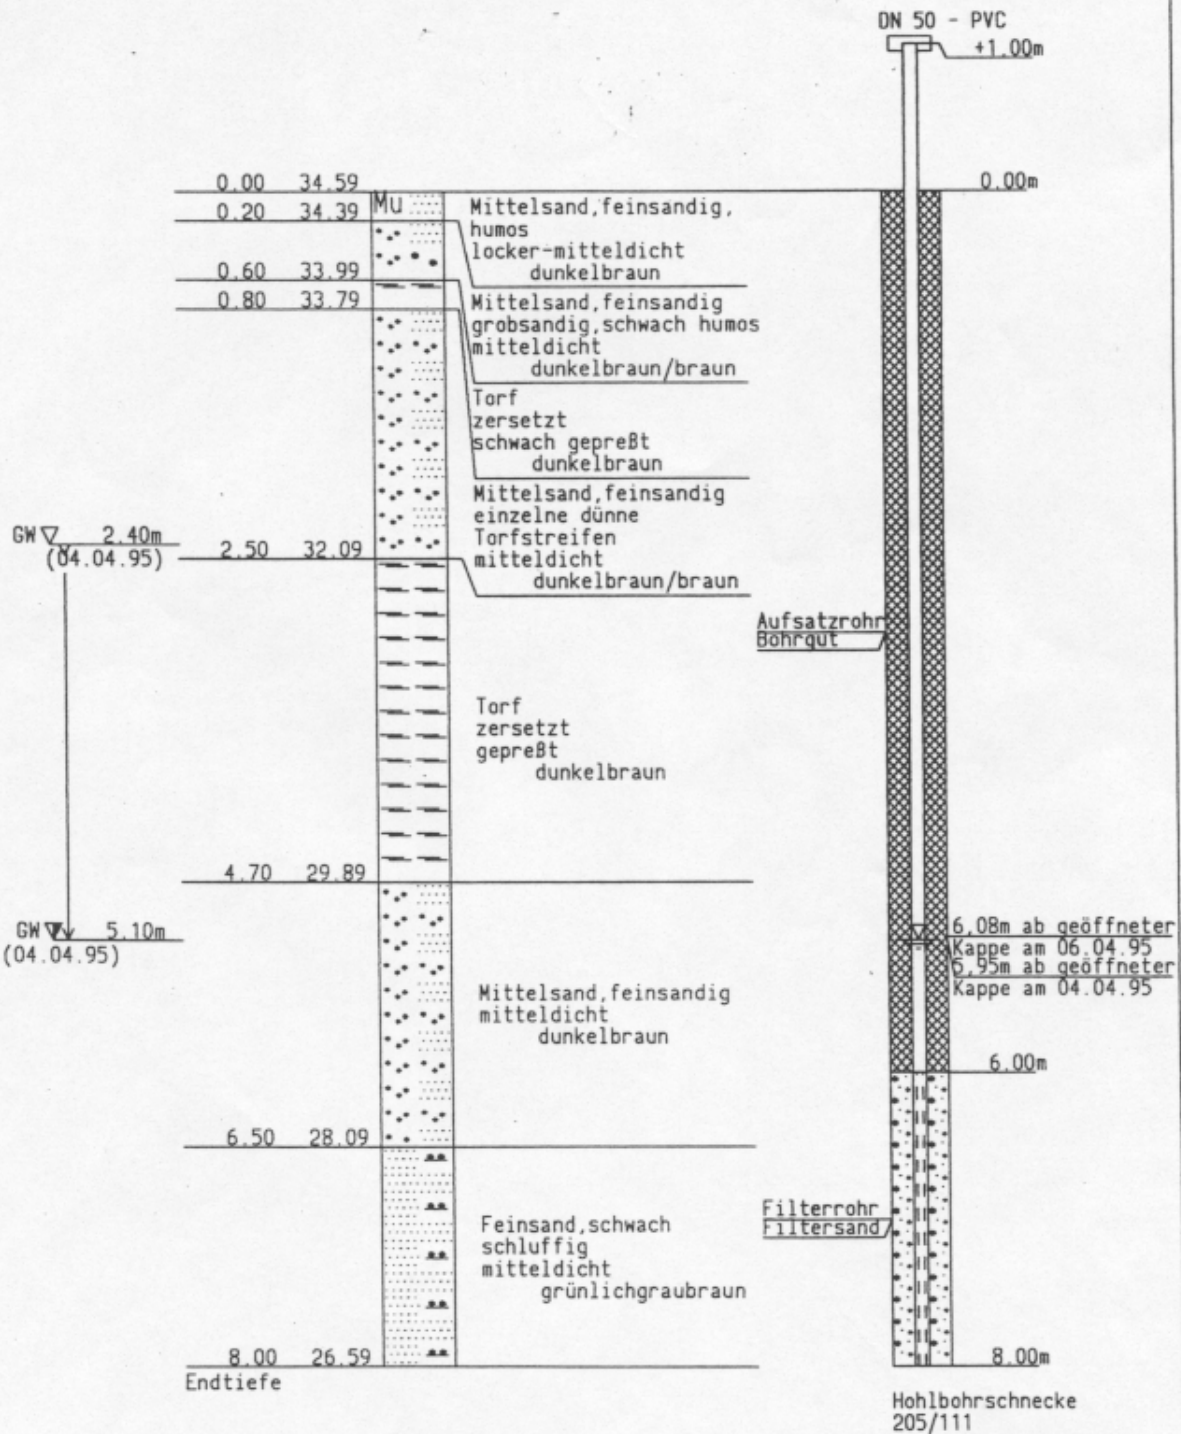 DN 50 - PVC
+1.00m
0.00 34.59
0.00m
Mu
0.20 34.39
Mittelsand,feinsandig,
humos
locker-mitteldicht
dunkelbraun
0.60 33.99
0.80 33.79
Mittelsand,feinsandig
grobsandig,schwach humos
mitteldicht
dunkelbraun/braun
Torf
zersetzt
schwach gepreßt
dunkelbraun
Mittelsand,feinsandig
einzelne dünne
Torfstreifen
mitteldicht
dunkelbraun/braun
GW 2.40m
(04.04.95)
2.50 32.09
Aufsatzrohr
Bohrgut
Torf
zersetzt
gepreßt
dunkelbraun
4.70 29.89
GW 5.10m
(04.04.95)
6,08m ab geöffneter
Kappe am 06.04.95
5,95m ab geöffneter
Kappe am 04.04.95
Mittelsand,feinsandig
mitteldicht
dunkelbraun
6.00m
6.50 28.09
Filterrohr
Filtersand
Feinsand,schwach
schluffig
mitteldicht
grünlichgraubraun
8.00 26.59
Endtiefe
8.00m
Hohlbohrschnecke
205/111